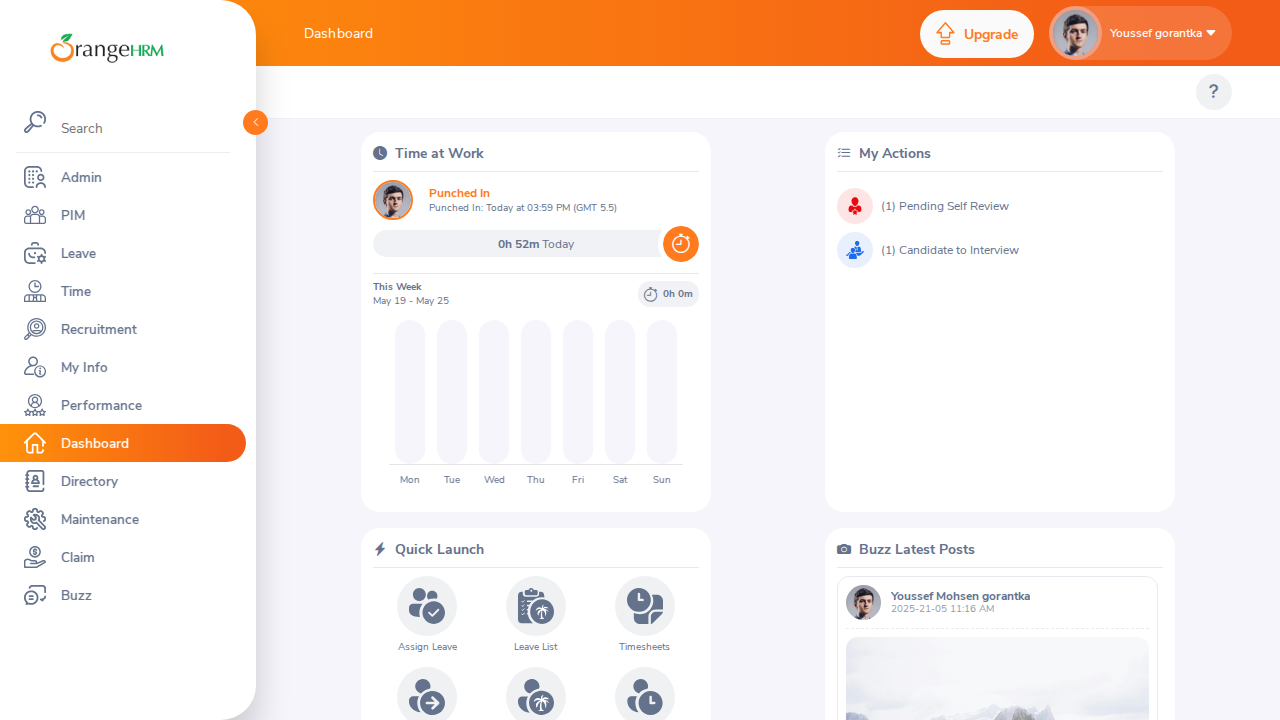 OrangeHRM
Dashboard
Upgrade
Youssef gorantka
?
Search
Admin
PIM
Leave
Time
Recruitment
My Info
Performance
Dashboard
Directory
Maintenance
Claim
Buzz
Time at Work
Punched In
Punched In: Today at 03:59 PM (GMT 5.5)
0h 52m Today
This Week
May 19 - May 25
0h 0m
Mon Tue Wed Thu Fri Sat Sun
My Actions
(1) Pending Self Review
(1) Candidate to Interview
Quick Launch
Assign Leave
Leave List
Timesheets
Buzz Latest Posts
Youssef Mohsen gorantka
2025-21-05 11:16 AM